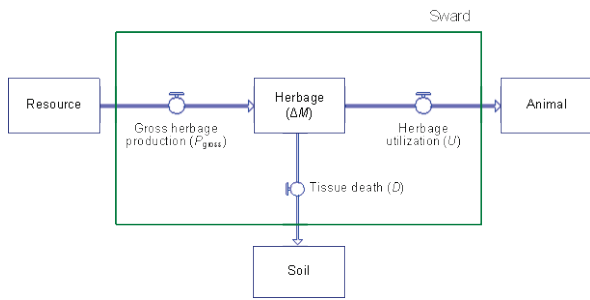 Sward
Resource
Herbage
(ΔM)
Animal
Gross herbage
production (Pgross)
Herbage
utilization (U)
Tissue death (D)
Soil